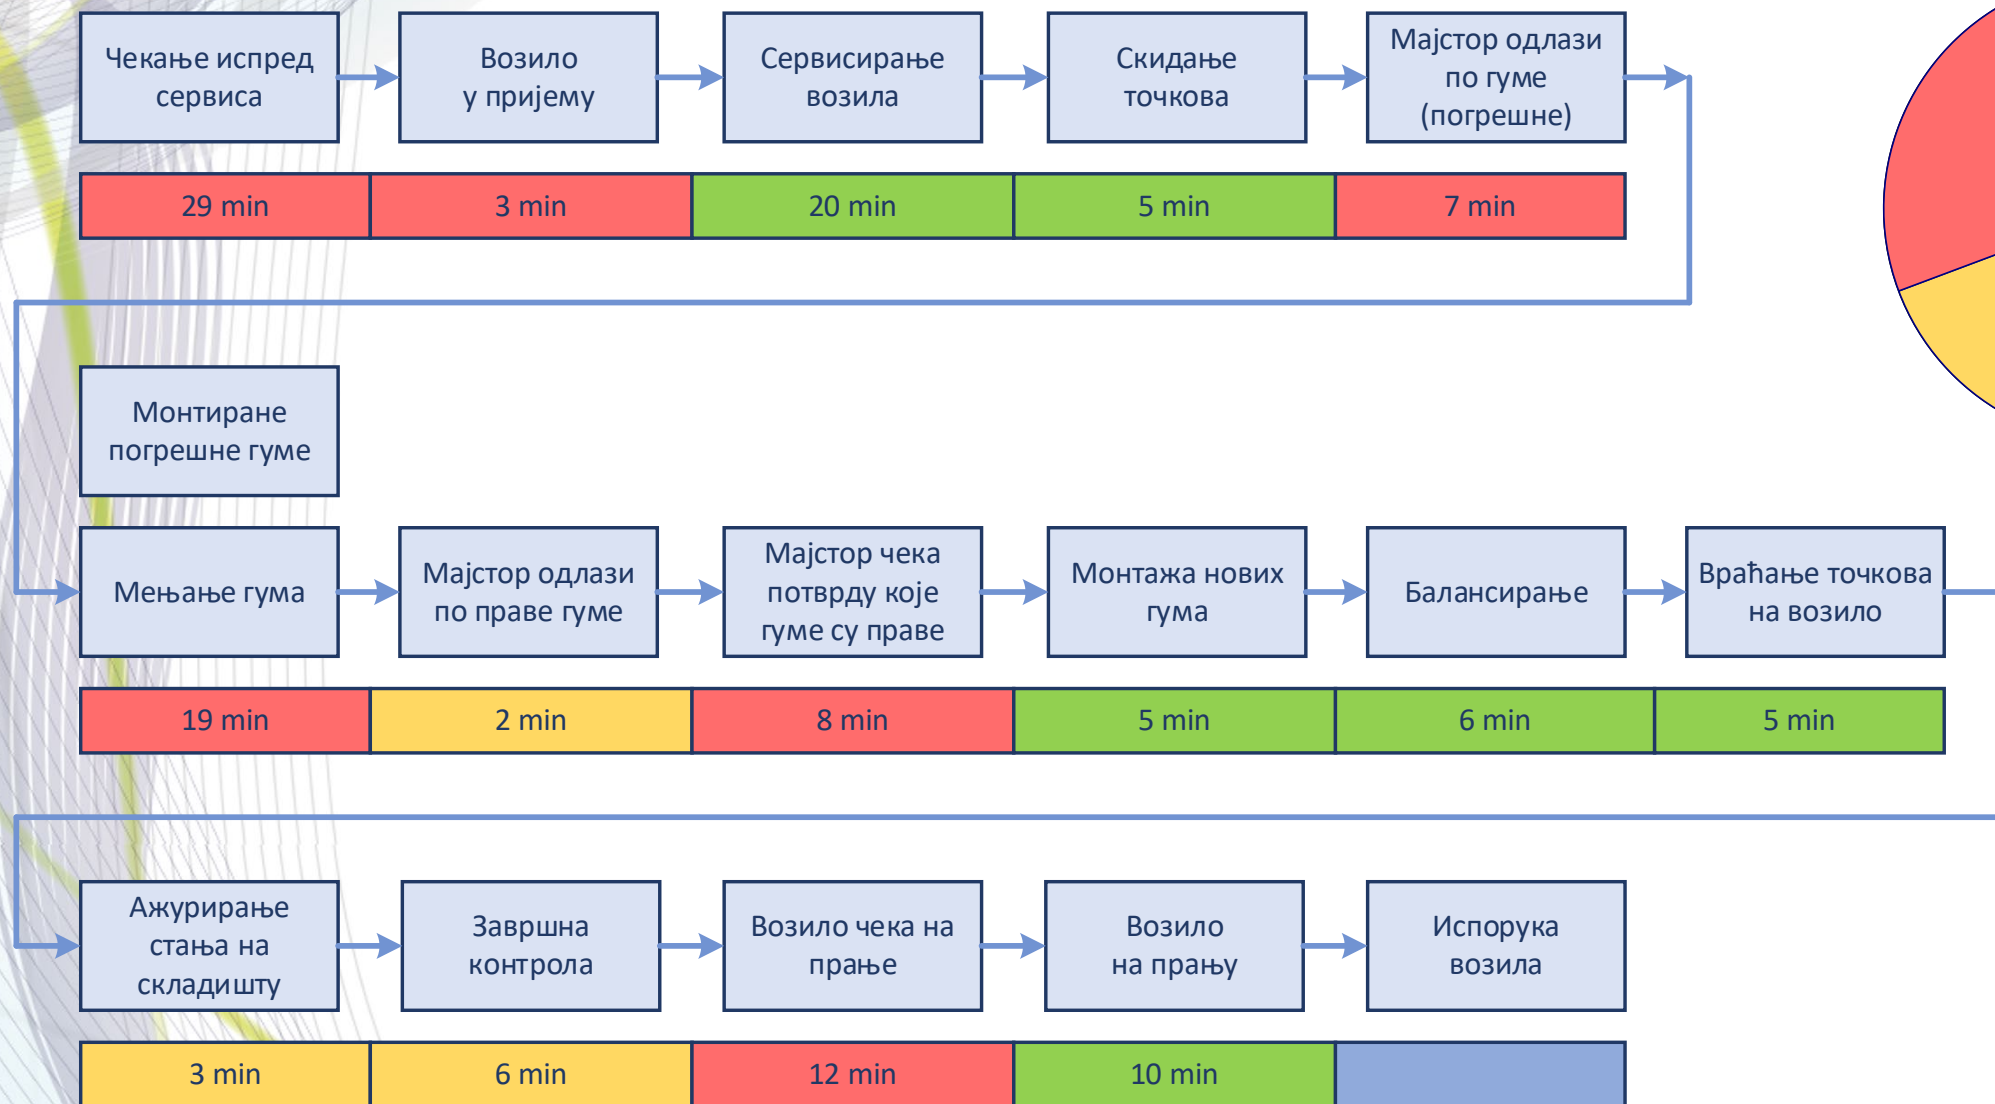 Чекање испред
сервиса
Возило
у пријему
Сервисирање
возила
Скидање
точкова
Мајстор одлази
по гуме
(погрешне)
29 min
3 min
20 min
5 min
7 min
Монтиране
погрешне гуме
Мењање гума
Мајстор одлази
по праве гуме
Мајстор чека
потврду које
гуме су праве
Монтажа нових
гума
Балансирање
Враћање точкова
на возило
19 min
2 min
8 min
5 min
6 min
5 min
Ажурирање
стања на
складишту
Завршна
контрола
Возило чека на
прање
Возило
на прању
Испорука
возила
3 min
6 min
12 min
10 min